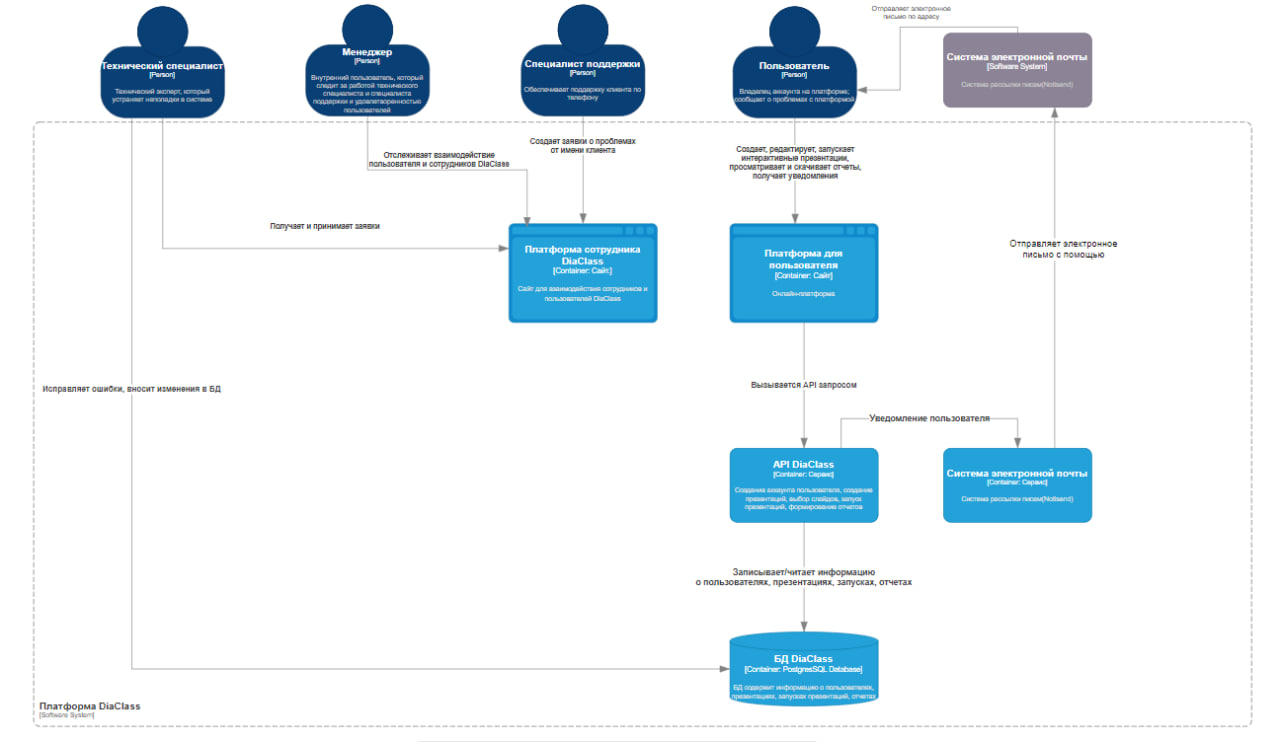 Отправляет электронное
письмо по адресу
Технический специалист
[Person]
Технический эксперт, который
устраняет наполадки в системе
Менеджер
[Person]
Внутренний пользователь, который
следит за работой технического
специалиста и специалиста
поддержки и удовлетворенностью
пользователей
Специалист поддержки
[Person]
Обеспечивает поддержку клиента по
телефону
Пользователь
[Person]
Владелец аккаунта на платформе;
сообщает о проблемах с платформой
Система электронной почты
[Software System]
Система рассылки писем(Notisend)
Отслеживает взаимодействие
пользователя и сотрудников DiaClass
Создает заявки о проблемах
от имени клиента
Создает, редактирует, запускает
интерактивные презентации,
просматривает и скачивает отчеты,
получает уведомления
Получает и принимает заявки
Платформа сотрудника
DiaClass
[Container: Сайт]
Сайт для взаимодействия сотрудников и
пользователей DiaClass
Платформа для
пользователя
[Container: Сайт]
Онлайн-платформа
Отправляет электронное
письмо с помощью
Исправляет ошибки, вносит изменения в БД
Вызывается API запросом
Уведомление пользователя
API DiaClass
[Container: Сервис]
Создание аккаунта пользователя, создание
презентаций, выбор слайдов, запуск
презентаций, формирование отчетов
Система электронной почты
[Container: Сервис]
Система рассылки писем(Notisend)
Записывает/читает информацию
о пользователях, презентациях, запусках, отчетах
БД DiaClass
[Container: PostgresSQL Database]
БД содержит информацию о пользователях,
презентациях, запусках презентаций, отчетах
Платформа DiaClass
[Software System]